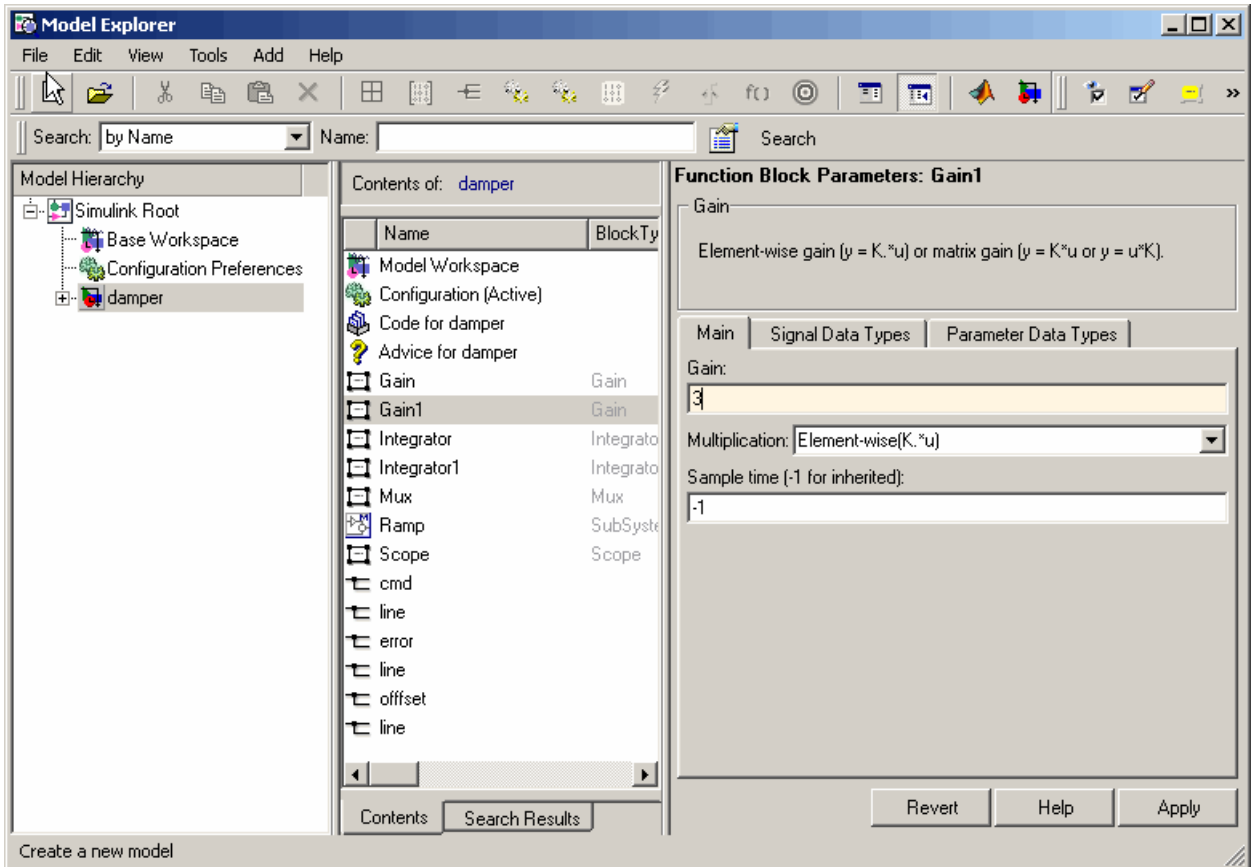 Model Explorer
File Edit View Tools Add Help
f() »
Search: by Name Name: Search
Model Hierarchy
Simulink Root
Base Workspace
Configuration Preferences
damper
Contents of: damper
Name BlockTy
Model Workspace
Configuration (Active)
Code for damper
Advice for damper
Gain Gain
Gain1 Gain
Integrator Integrato
Integrator1 Integrato
Mux Mux
Ramp SubSyste
Scope Scope
cmd
line
error
line
offfset
line
Contents Search Results
Function Block Parameters: Gain1
Gain
Element-wise gain (y = K.*u) or matrix gain (y = K*u or y = u*K).
Main Signal Data Types Parameter Data Types
Gain:
3
Multiplication: Element-wise(K.*u)
Sample time (-1 for inherited):
-1
Revert Help Apply
Create a new model